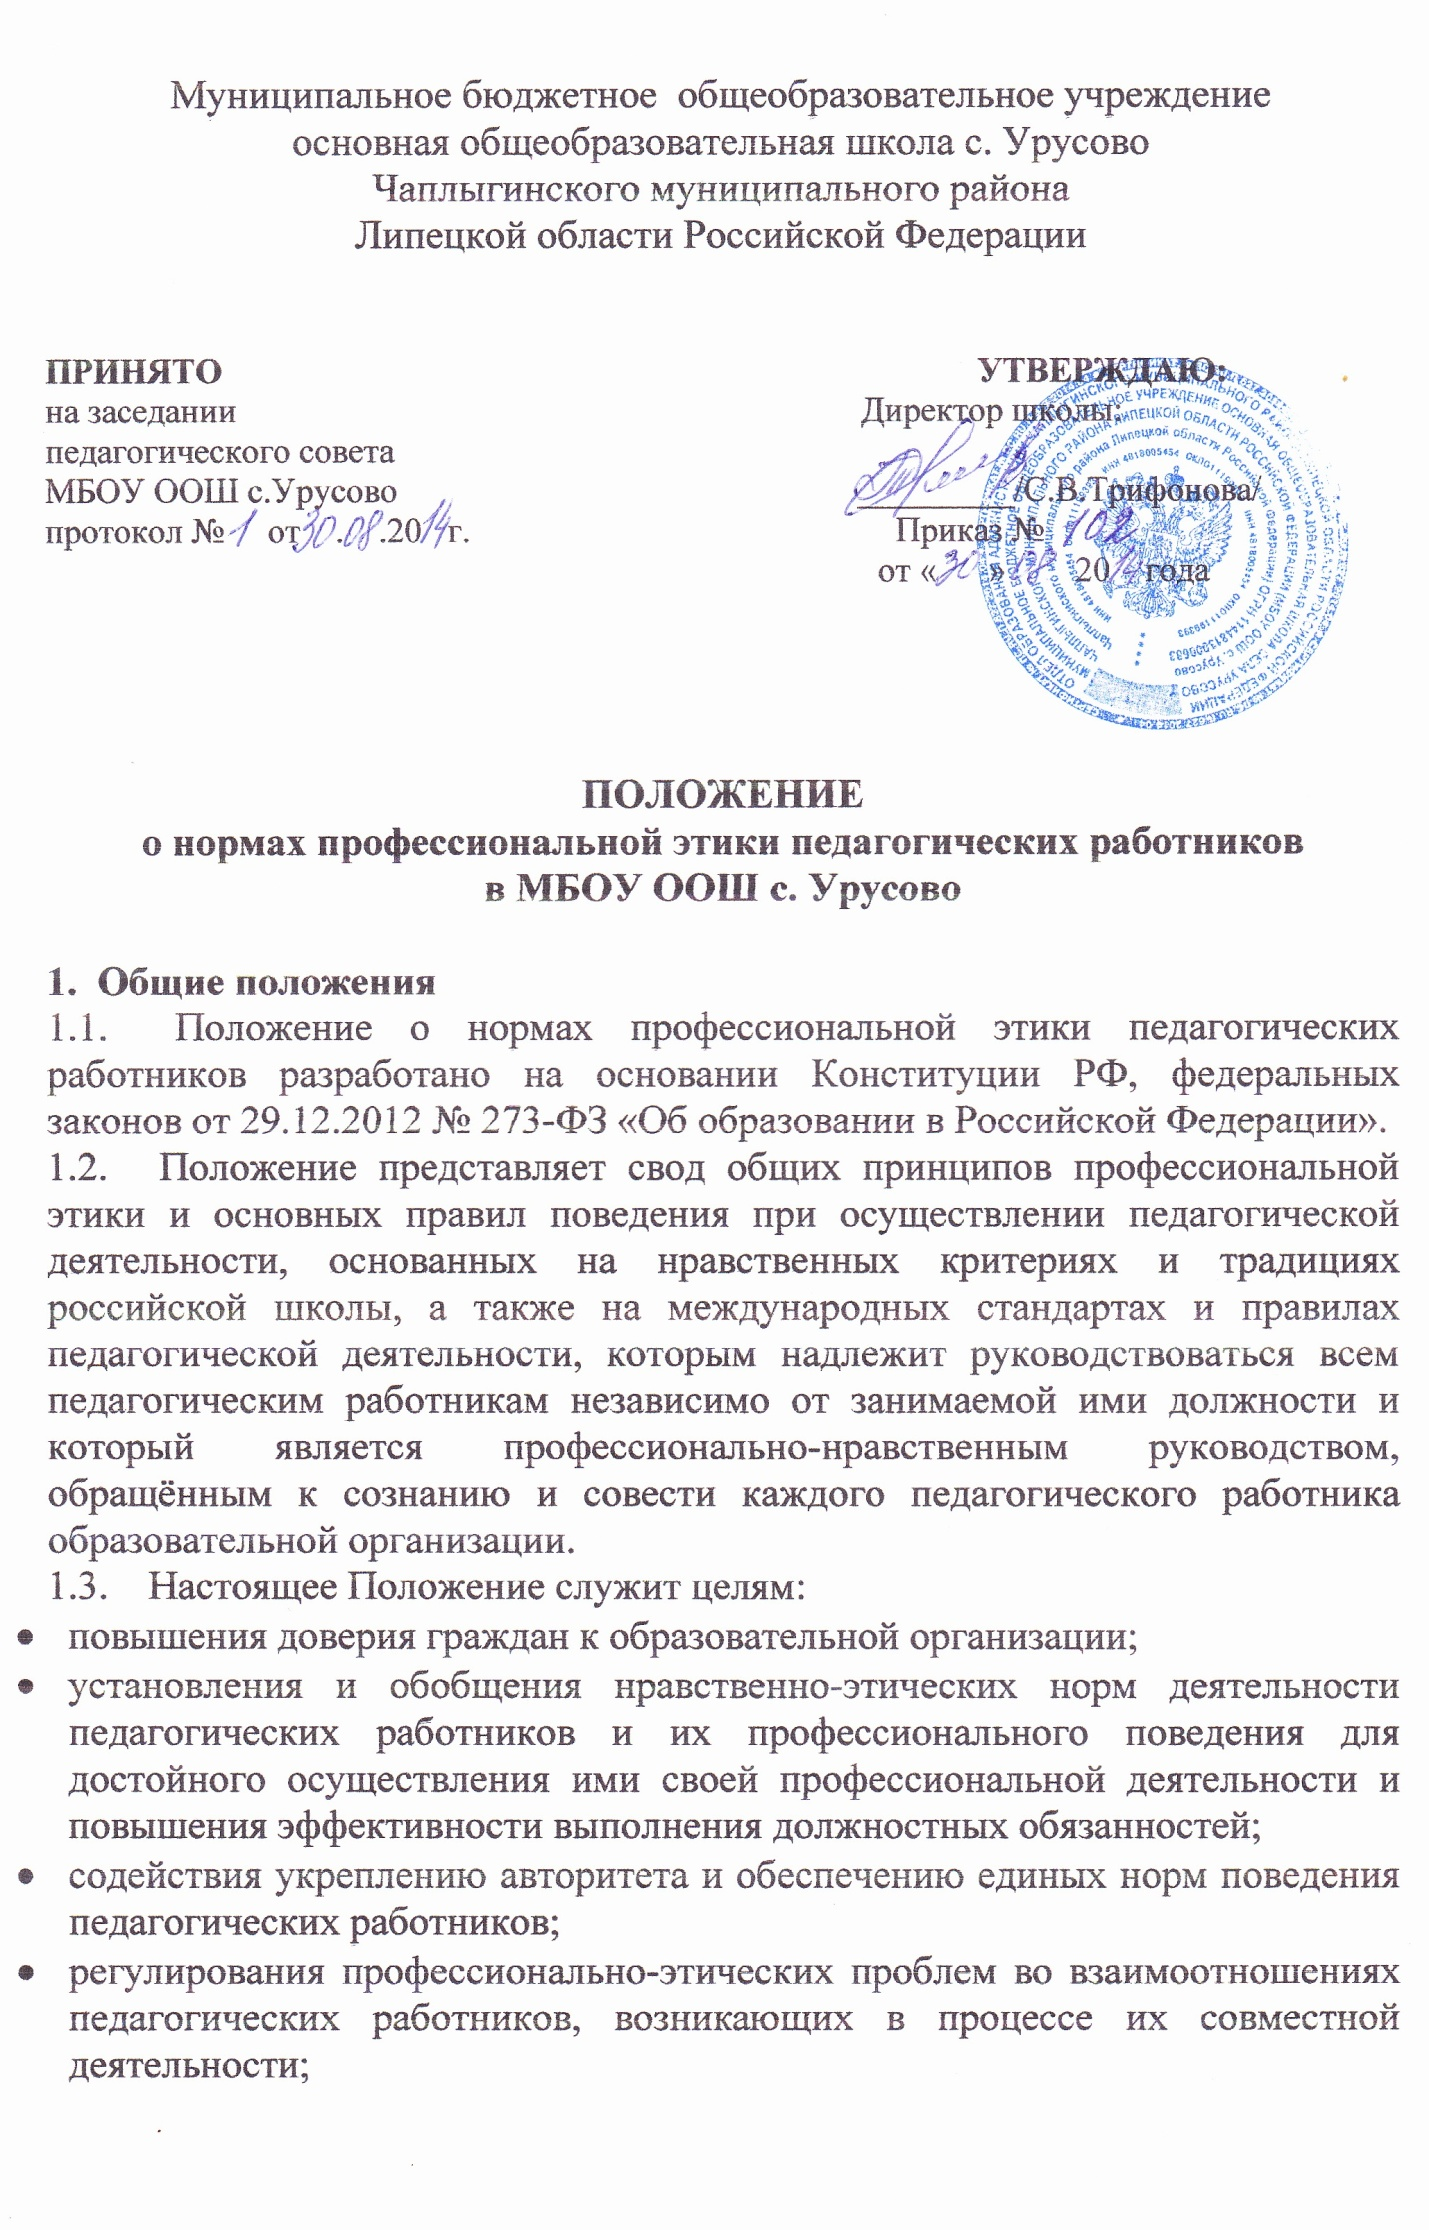 Муниципальное бюджетное общеобразовательное учреждение
основная общеобразовательная школа с. Урусово
Чаплыгинского муниципального района
Липецкой области Российской Федерации
ПРИНЯТО
на заседании
педагогического совета
МБОУ ООШ с.Урусово
протокол № 1 от 30.08.2014г.
УТВЕРЖДАЮ:
Директор школы:
/С.В.Трифонова/
Приказ № 102
от «30» 08 2014 года
ПОЛОЖЕНИЕ
о нормах профессиональной этики педагогических работников
в МБОУ ООШ с. Урусово
1. Общие положения
1.1. Положение о нормах профессиональной этики педагогических
работников разработано на основании Конституции РФ, федеральных
законов от 29.12.2012 № 273-ФЗ «Об образовании в Российской Федерации».
1.2. Положение представляет свод общих принципов профессиональной
этики и основных правил поведения при осуществлении педагогической
деятельности, основанных на нравственных критериях и традициях
российской школы, а также на международных стандартах и правилах
педагогической деятельности, которым надлежит руководствоваться всем
педагогическим работникам независимо от занимаемой ими должности и
который является профессионально-нравственным руководством,
обращённым к сознанию и совести каждого педагогического работника
образовательной организации.
1.3. Настоящее Положение служит целям:
• повышения доверия граждан к образовательной организации;
• установления и обобщения нравственно-этических норм деятельности
педагогических работников и их профессионального поведения для
достойного осуществления ими своей профессиональной деятельности и
повышения эффективности выполнения должностных обязанностей;
• содействия укреплению авторитета и обеспечению единых норм поведения
педагогических работников;
• регулирования профессионально-этических проблем во взаимоотношениях
педагогических работников, возникающих в процессе их совместной
деятельности;